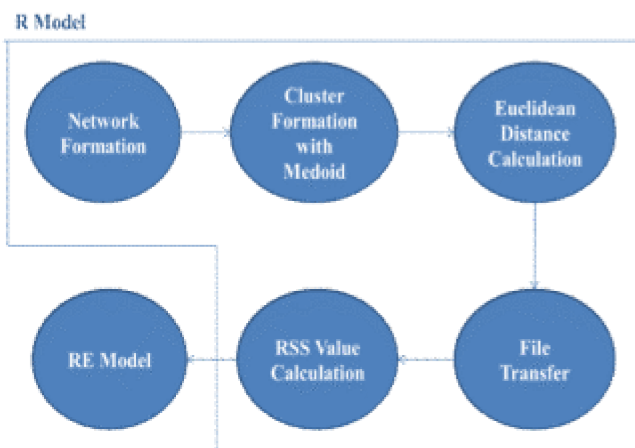 R Model
Network
Formation
Cluster
Formation
with
Medoid
Euclidean
Distance
Calculation
RE Model
RSS Value
Calculation
File
Transfer